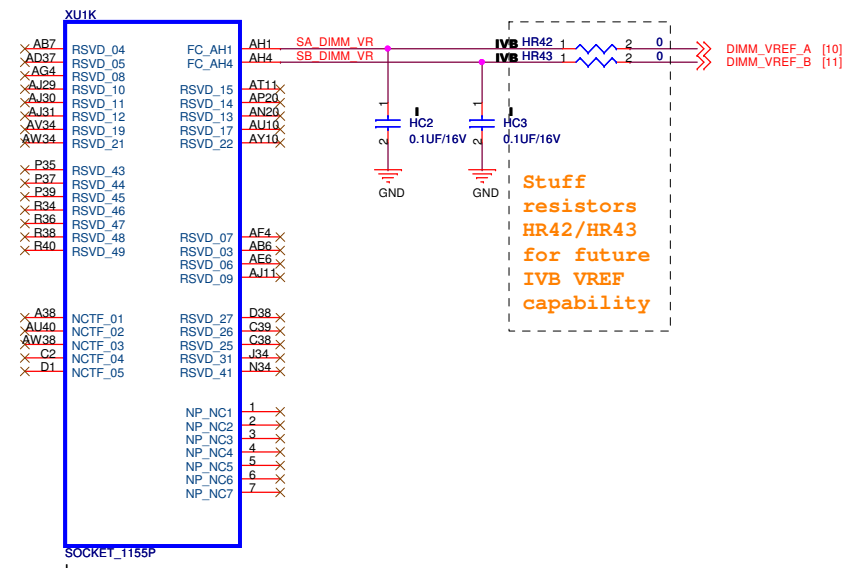 XU1K
AB7 RSVD_04 FC_AH1 AH1 SA_DIMM_VR IVB HR42 1 2 0 DIMM_VREF_A [10]
AD37 RSVD_05 FC_AH4 AH4 SB_DIMM_VR IVB HR43 1 2 0 DIMM_VREF_B [11]
AG4 RSVD_08
AJ29 RSVD_10 RSVD_15 AT11
AJ30 RSVD_11 RSVD_14 AP20
AJ31 RSVD_12 RSVD_13 AN20
AV34 RSVD_19 RSVD_17 AU10
AW34 RSVD_21 RSVD_22 AY10
1 I HC2 2 0.1UF/16V GND
1 I HC3 2 0.1UF/16V GND
P35 RSVD_43
P37 RSVD_44
P39 RSVD_45
R34 RSVD_46
R36 RSVD_47
R38 RSVD_48 RSVD_07 AF4
R40 RSVD_49 RSVD_03 AB6
RSVD_06 AE6
RSVD_09 AJ11
Stuff
resistors
HR42/HR43
for future
IVB VREF
capability
A38 NCTF_01 RSVD_27 D38
AU40 NCTF_02 RSVD_26 C39
AW38 NCTF_03 RSVD_25 C38
C2 NCTF_04 RSVD_31 J34
D1 NCTF_05 RSVD_41 N34
NP_NC1 1
NP_NC2 2
NP_NC3 3
NP_NC4 4
NP_NC5 5
NP_NC6 6
NP_NC7 7
SOCKET_1155P